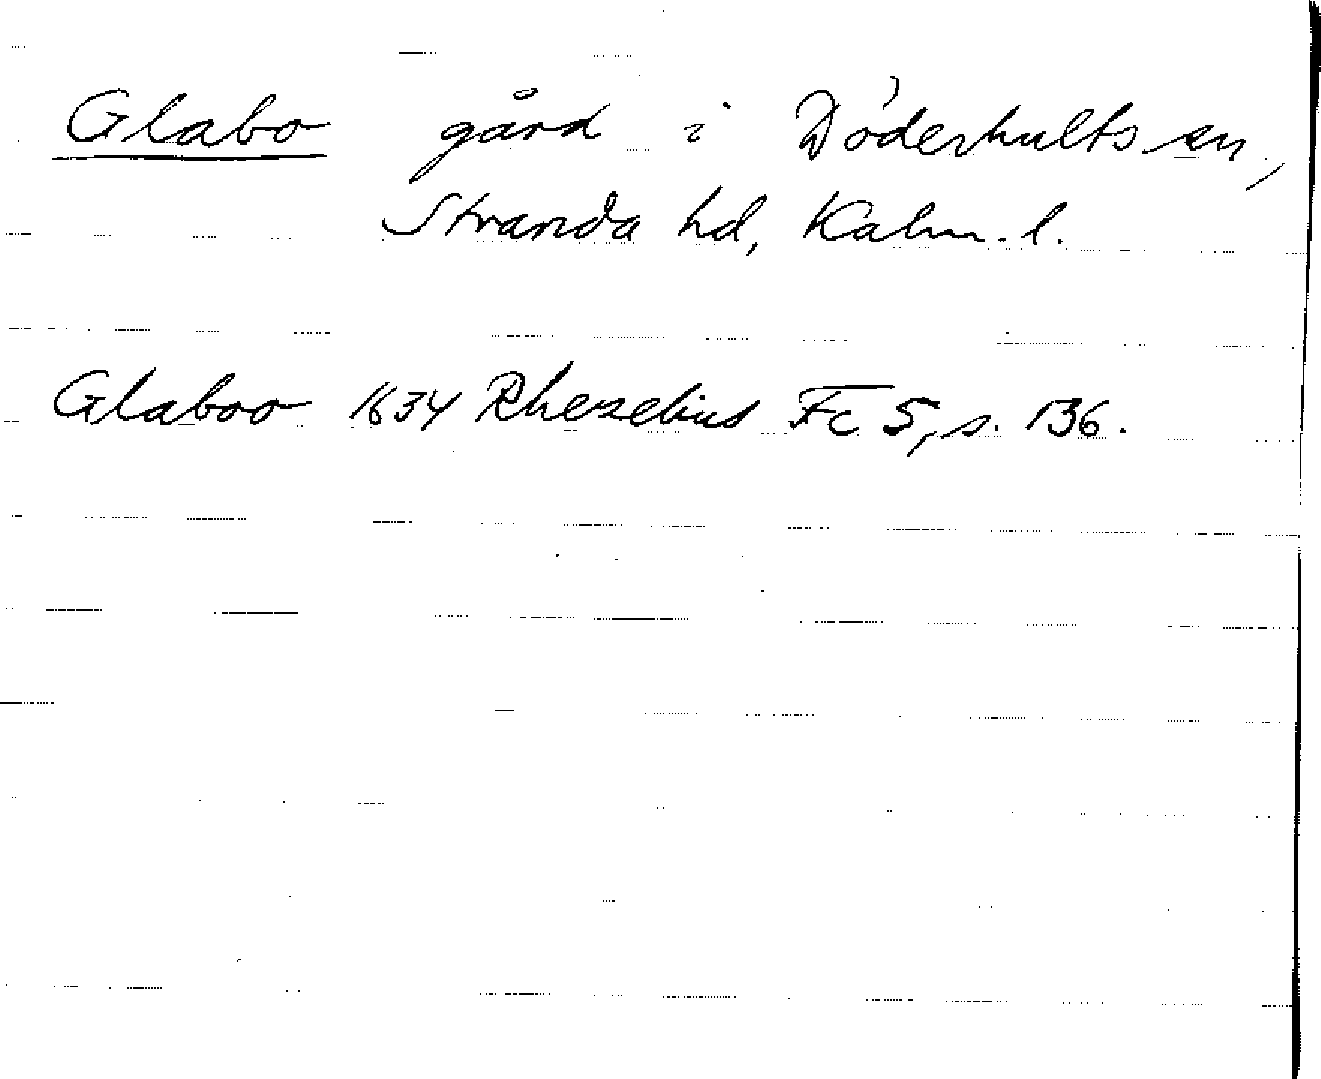 Glabo gård i Döderhults sn,
Stranda hd, Kalm. l.
Glaboo 1634 Rhezelius Fc 5, s. 136.